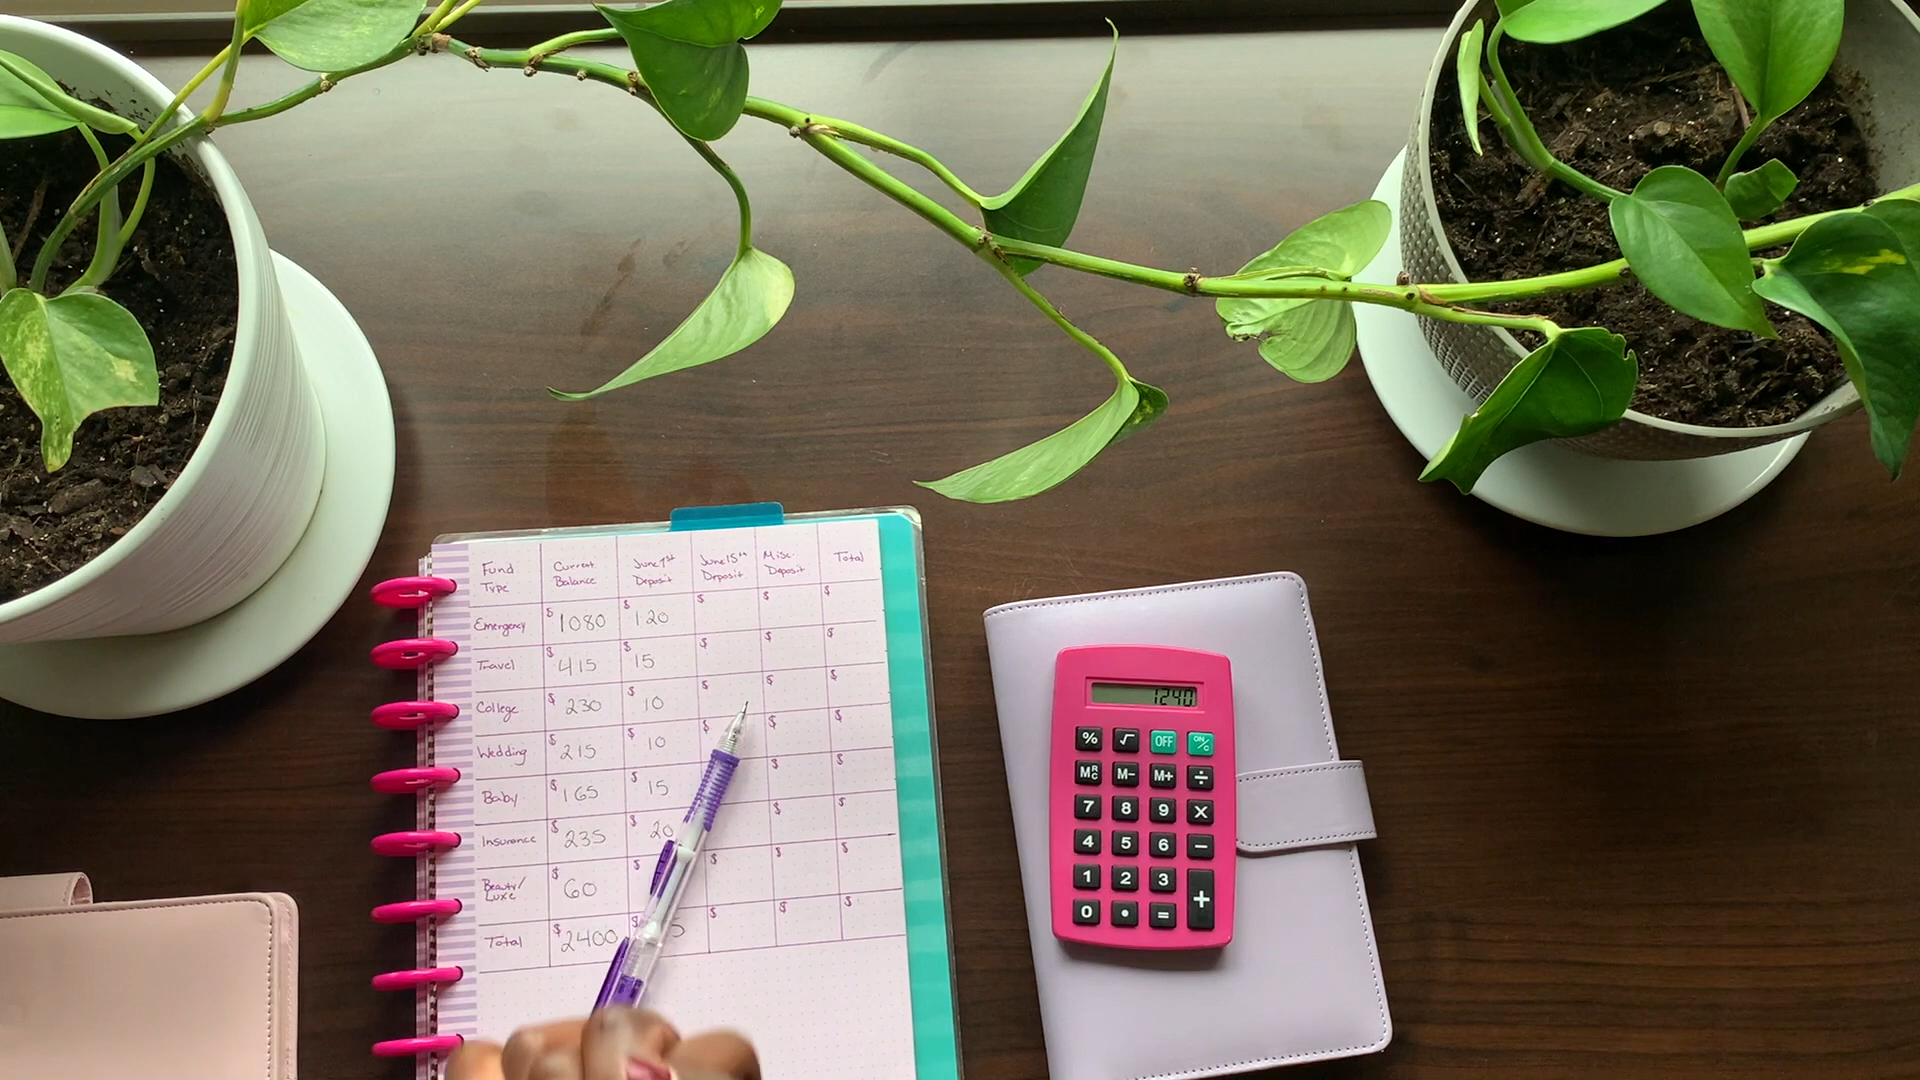 Fund Type | Current Balance | June 1st Deposit | June 15th Deposit | Misc. Deposit | Total
Emergency | $ 1080 | $ 120 | $ | $ | $
Travel | $ 415 | $ 15 | $ | $ | $
College | $ 230 | $ 10 | $ | $ | $
Wedding | $ 215 | $ 10 | $ | $ | $
Baby | $ 165 | $ 15 | $ | $
Insurance | $ 235 | $ 20 | $ | $
Beauty/Luxe | $ 60 | $ | $ | $ | $
Total | $ 2400 | $ | $ | $ | $
1240
% √ OFF ON/C
MRC M- M+ ÷
7 8 9 X
4 5 6 −
1 2 3 +
0 • =